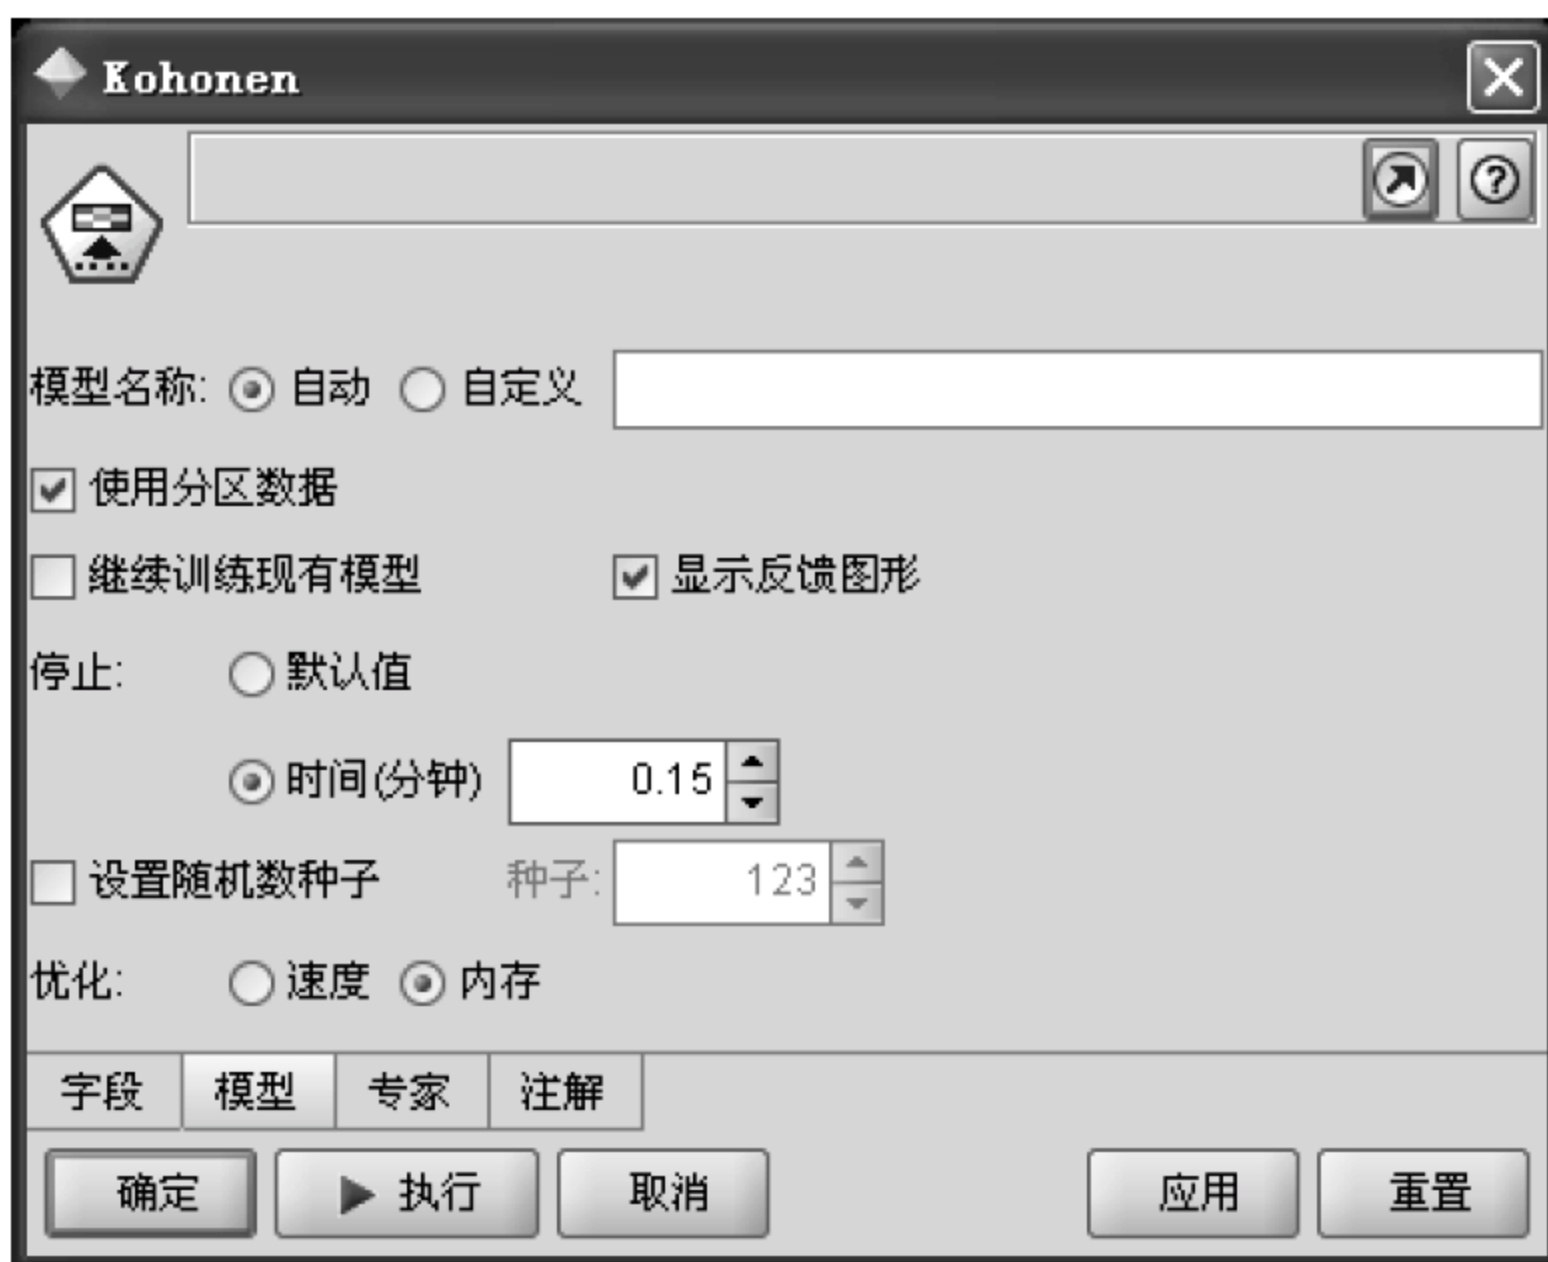 Kohonen
模型名称: 自动 自定义
使用分区数据
继续训练现有模型 显示反馈图形
停止: 默认值
时间(分钟) 0.15
设置随机数种子 种子: 123
优化: 速度 内存
字段 模型 专家 注解
确定 执行 取消 应用 重置